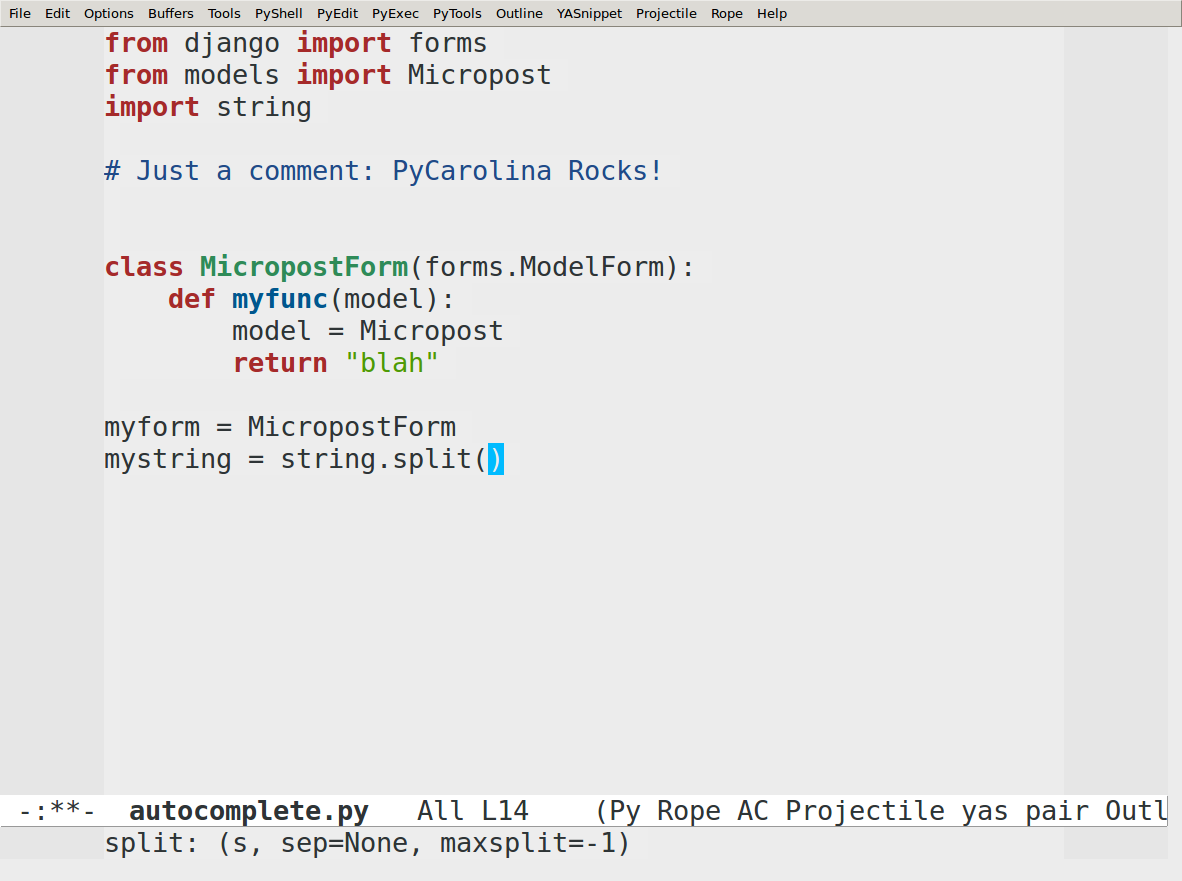 File Edit Options Buffers Tools PyShell PyEdit PyExec PyTools Outline YASnippet Projectile Rope Help
from django import forms
from models import Micropost
import string
# Just a comment: PyCarolina Rocks!
class MicropostForm(forms.ModelForm):
    def myfunc(model):
        model = Micropost
        return "blah"
myform = MicropostForm
mystring = string.split()
-:**-  autocomplete.py   All L14    (Py Rope AC Projectile yas pair Outl
split: (s, sep=None, maxsplit=-1)